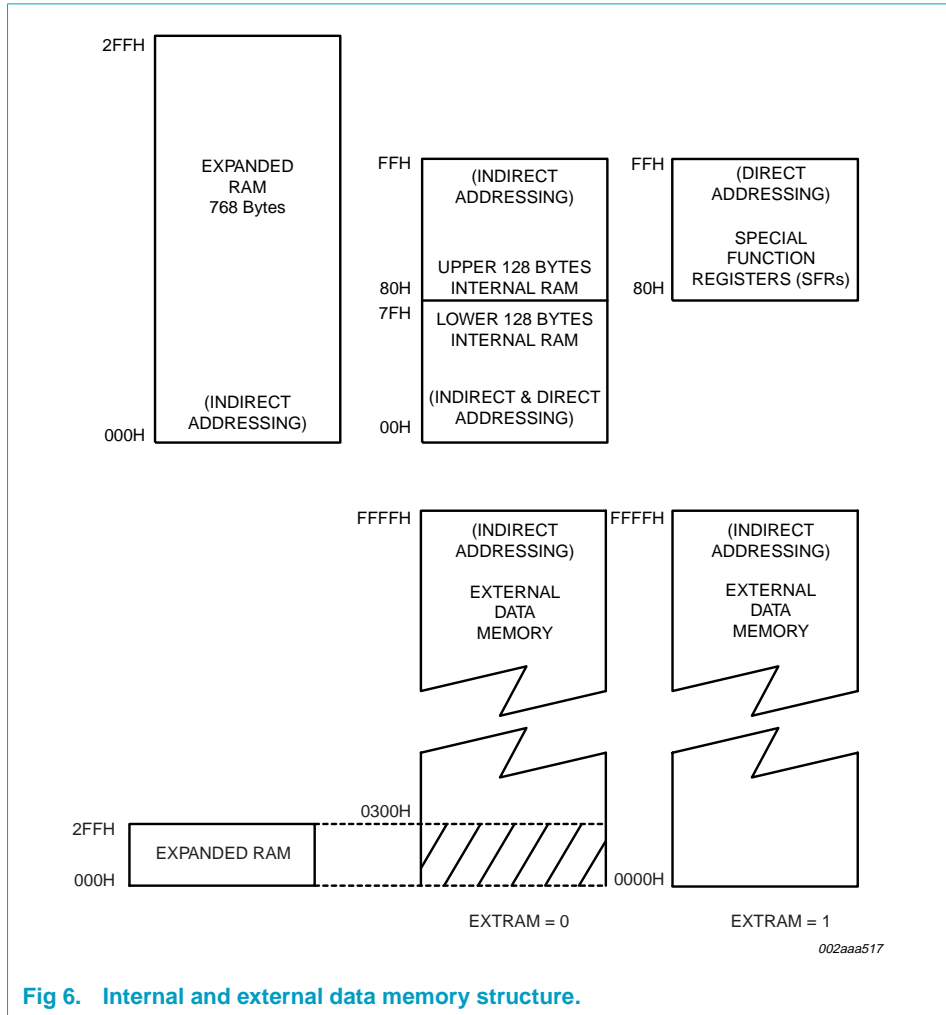 2FFH
EXPANDED
RAM
768 Bytes
(INDIRECT
ADDRESSING)
000H
FFH
(INDIRECT
ADDRESSING)
UPPER 128 BYTES
INTERNAL RAM
80H
7FH
LOWER 128 BYTES
INTERNAL RAM
(INDIRECT & DIRECT
ADDRESSING)
00H
FFH
(DIRECT
ADDRESSING)
SPECIAL
FUNCTION
REGISTERS (SFRs)
80H
FFFFH
(INDIRECT
ADDRESSING)
EXTERNAL
DATA
MEMORY
FFFFH
(INDIRECT
ADDRESSING)
EXTERNAL
DATA
MEMORY
2FFH
EXPANDED RAM
000H
0300H
0000H
EXTRAM = 0
EXTRAM = 1
002aaa517
Fig 6. Internal and external data memory structure.